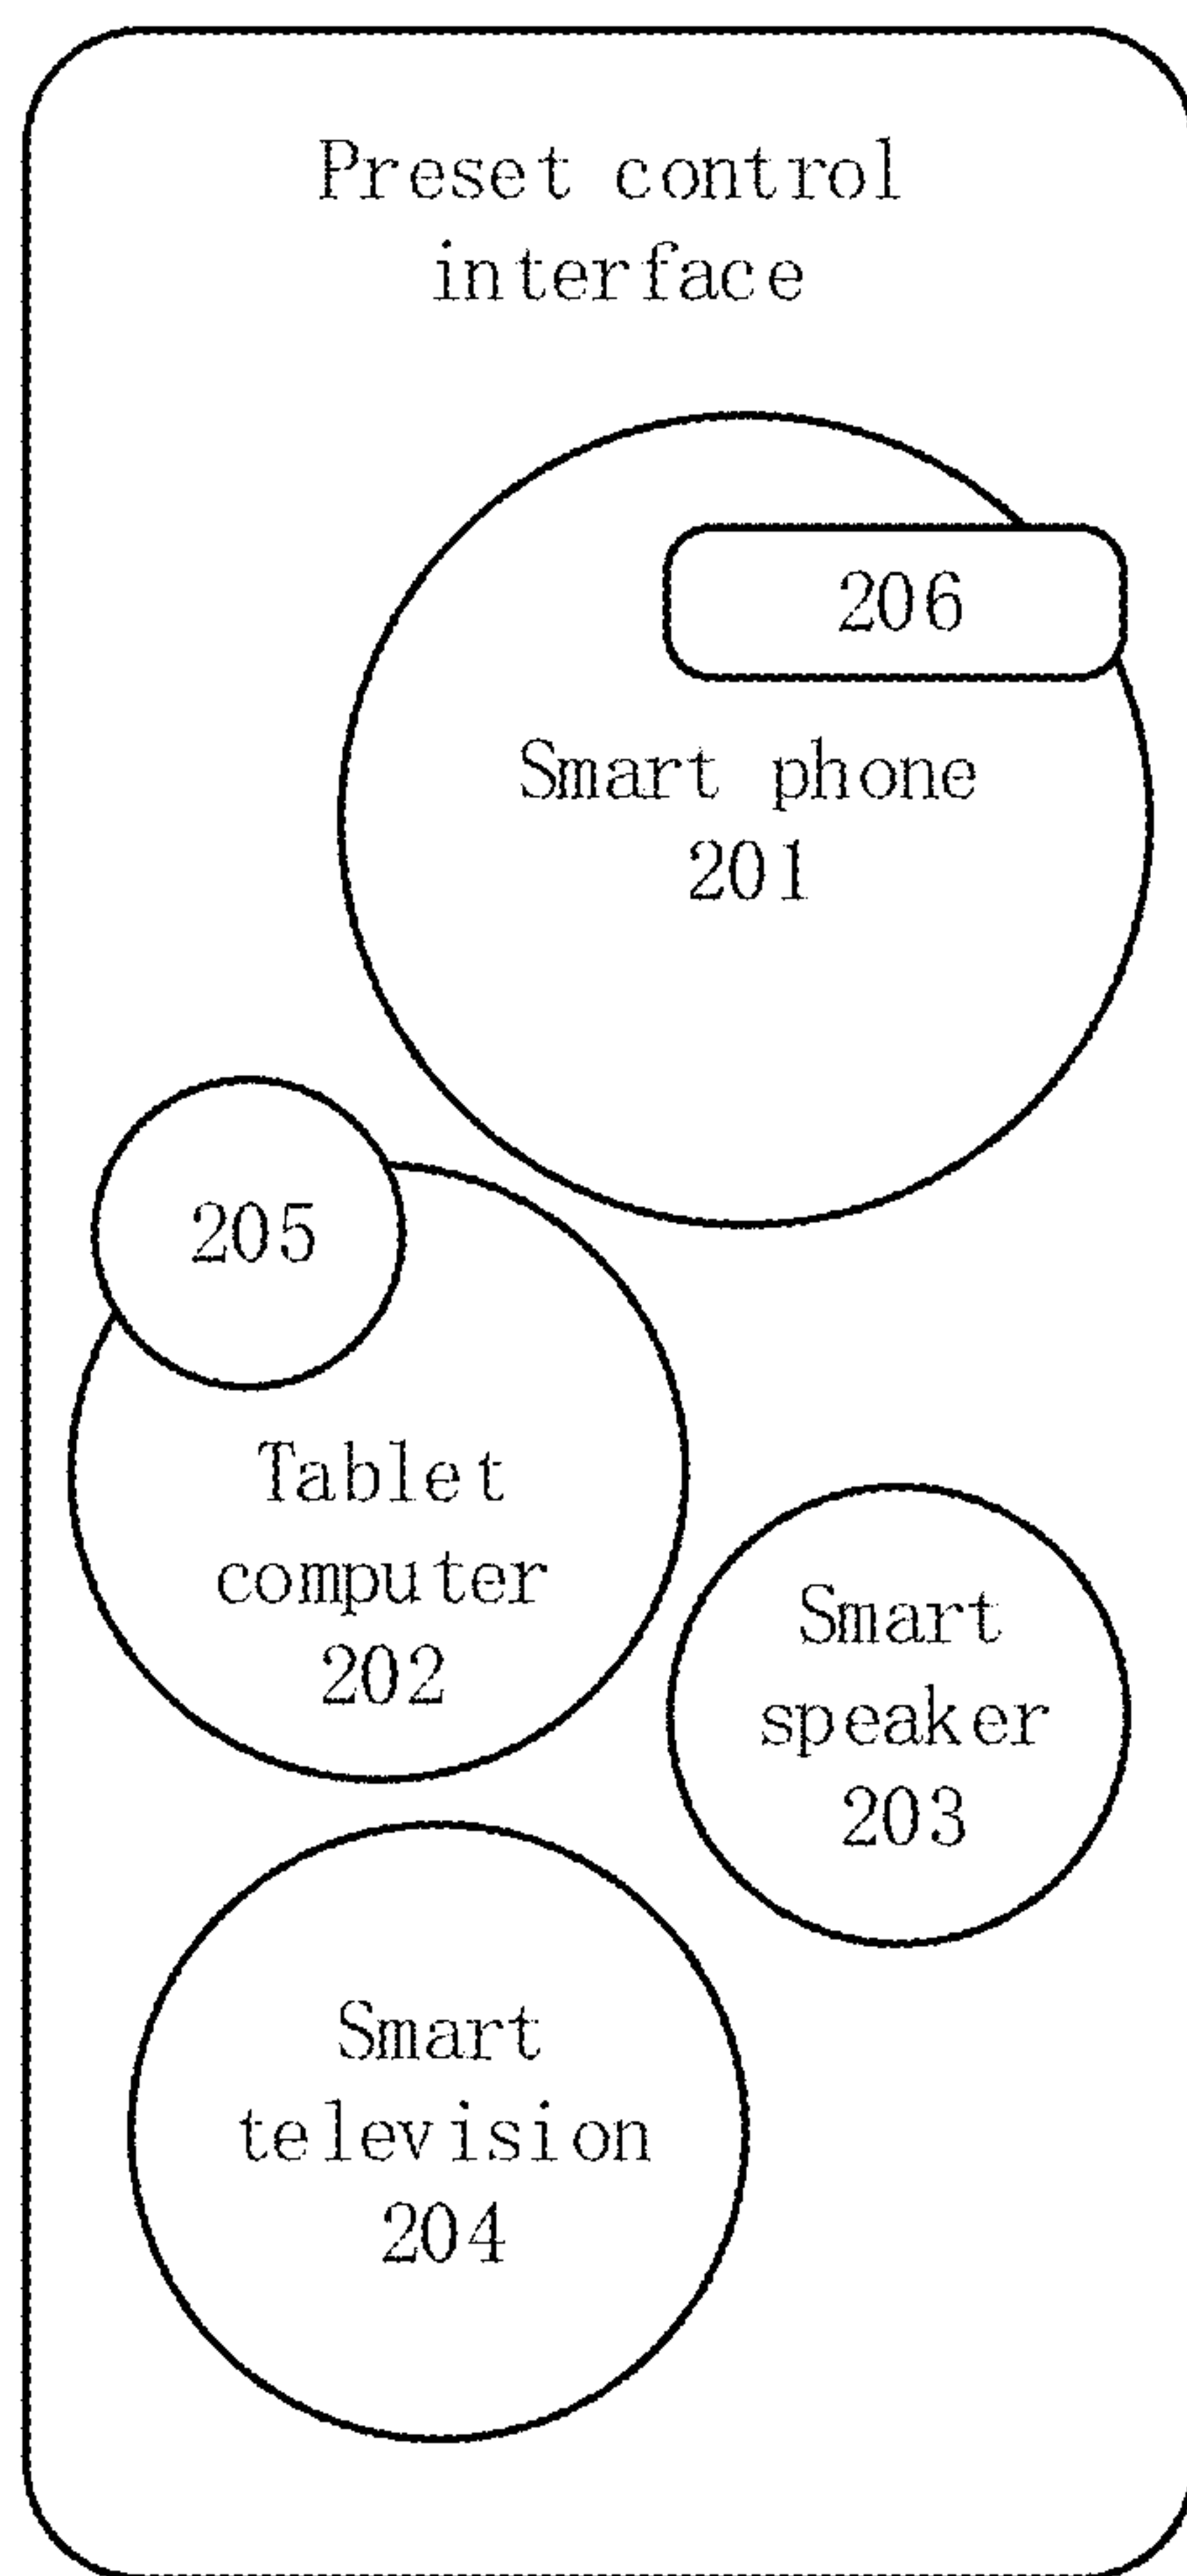 Preset control
interface
206
Smart phone
201
205
Tablet
computer
202
Smart
speaker
203
Smart
television
204